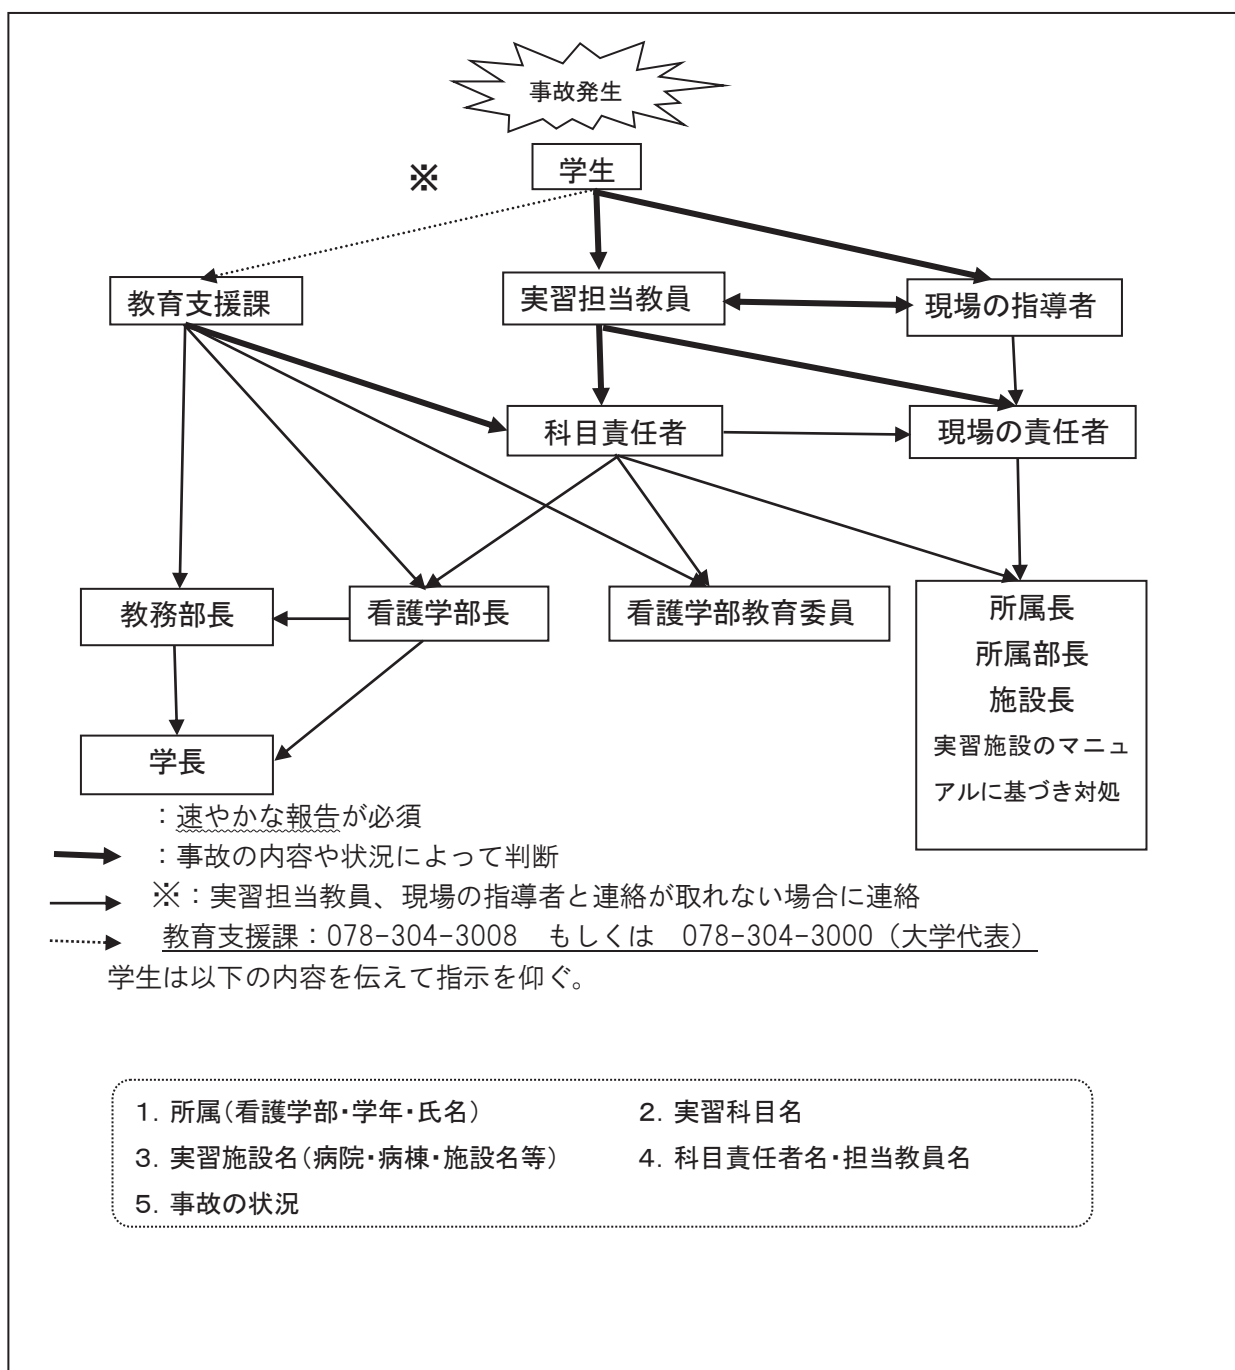 事故発生
学生
※
教育支援課
実習担当教員
現場の指導者
科目責任者
現場の責任者
教務部長
看護学部長
看護学部教育委員
所属長
所属部長
施設長
実習施設のマニュ
アルに基づき対処
学長
：速やかな報告が必須
：事故の内容や状況によって判断
※：実習担当教員、現場の指導者と連絡が取れない場合に連絡
教育支援課：078-304-3008　もしくは　078-304-3000（大学代表）
学生は以下の内容を伝えて指示を仰ぐ。
1．所属（看護学部・学年・氏名）　2．実習科目名
3．実習施設名（病院・病棟・施設名等）　4．科目責任者名・担当教員名
5．事故の状況